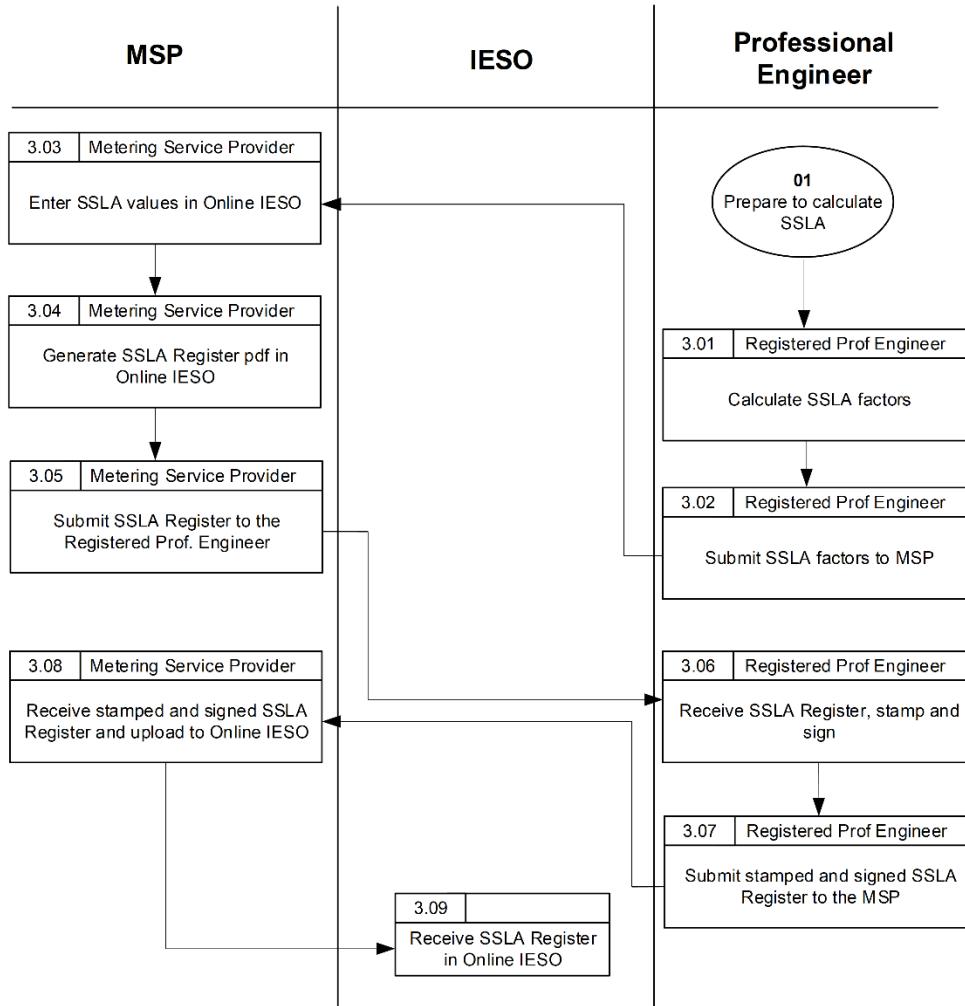 MSP
IESO
Professional
Engineer
3.03 Metering Service Provider
Enter SSLA values in Online IESO
01
Prepare to calculate
SSLA
3.04 Metering Service Provider
Generate SSLA Register pdf in
Online IESO
3.01 Registered Prof Engineer
Calculate SSLA factors
3.05 Metering Service Provider
Submit SSLA Register to the
Registered Prof. Engineer
3.02 Registered Prof Engineer
Submit SSLA factors to MSP
3.08 Metering Service Provider
Receive stamped and signed SSLA
Register and upload to Online IESO
3.06 Registered Prof Engineer
Receive SSLA Register, stamp and
sign
3.07 Registered Prof Engineer
Submit stamped and signed SSLA
Register to the MSP
3.09
Receive SSLA Register
in Online IESO